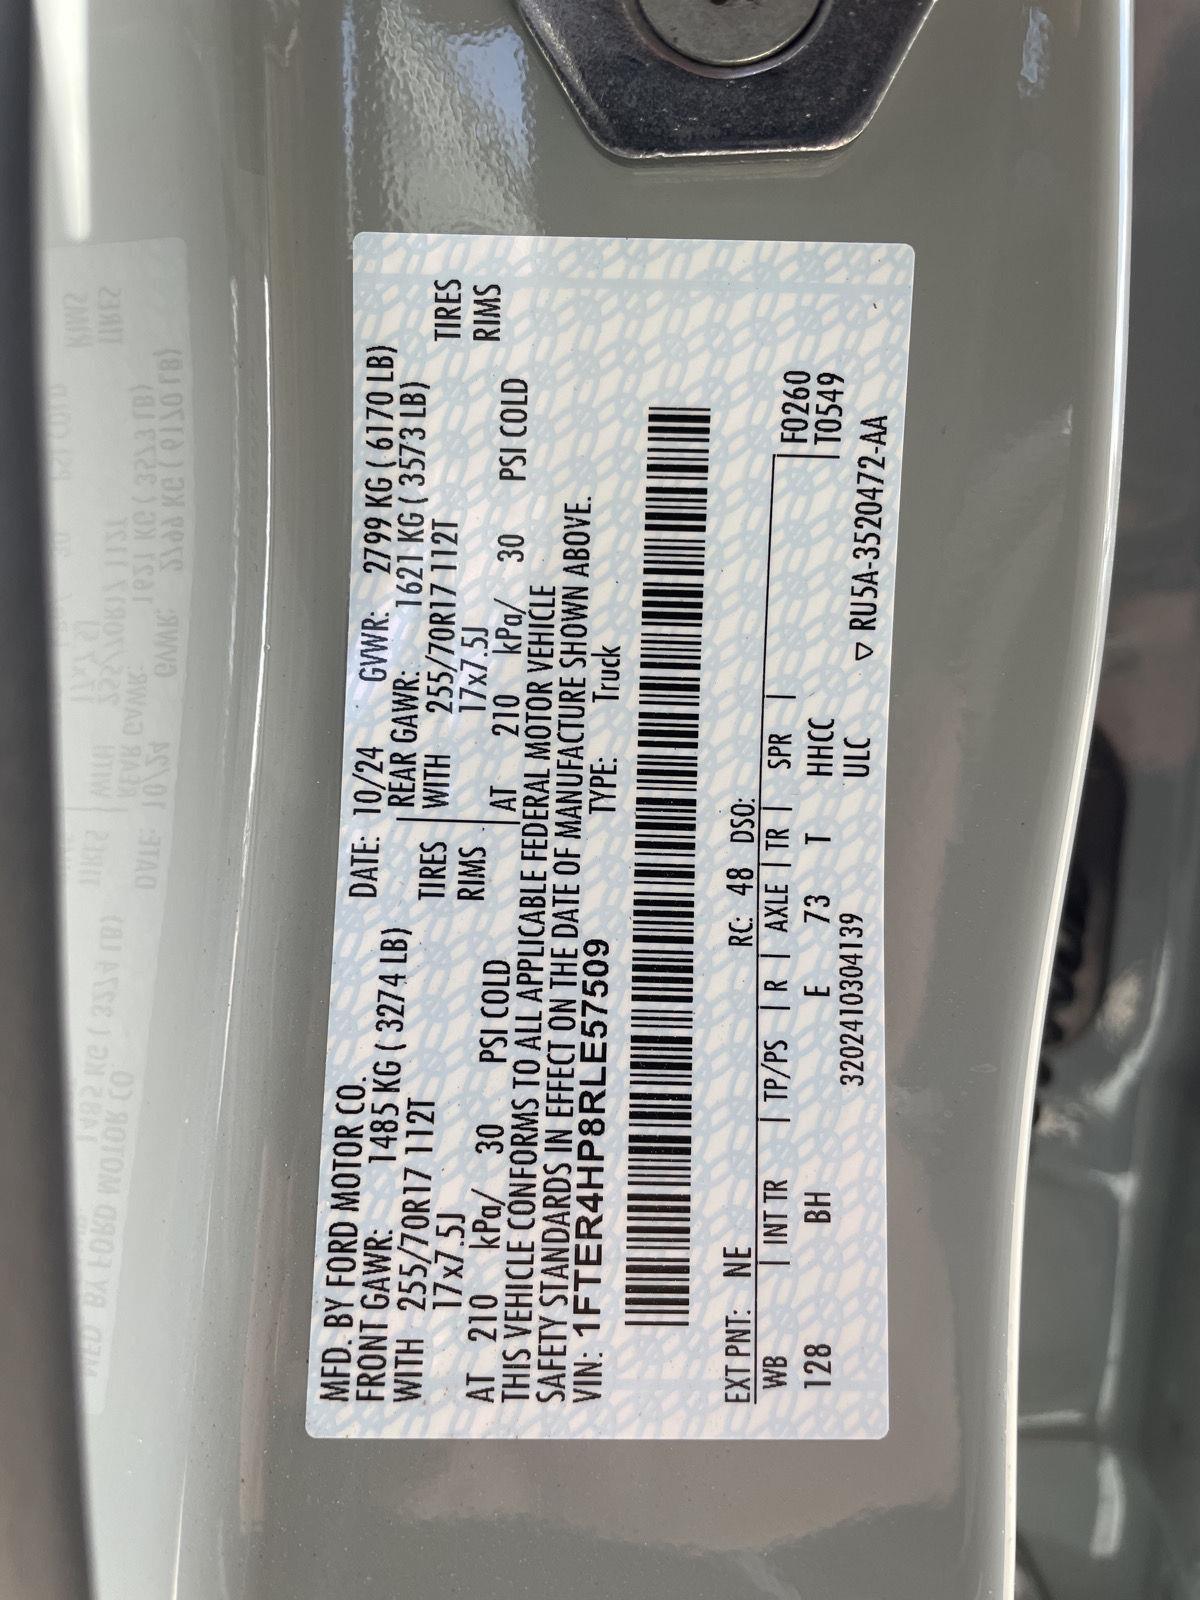 MFD. BY FORD MOTOR CO.
DATE: 10/24 GVWR: 2799 KG ( 6170 LB)
FRONT GAWR: 1485 KG ( 3274 LB) REAR GAWR: 1621 KG ( 3573 LB)
WITH 255/70R17 112T TIRES WITH 255/70R17 112T TIRES
17x7.5J RIMS 17x7.5J RIMS
AT 210 kPa/ 30 PSI COLD AT 210 kPa/ 30 PSI COLD
THIS VEHICLE CONFORMS TO ALL APPLICABLE FEDERAL MOTOR VEHICLE
SAFETY STANDARDS IN EFFECT ON THE DATE OF MANUFACTURE SHOWN ABOVE.
VIN: 1FTER4HP8RLE57509 TYPE: Truck
EXT PNT: NE RC: 48 DSO:
WB | INT TR | TP/PS | R | AXLE | TR | SPR | F0260
128 BH E 73 T HHCC T0549
3202410304139 ULC ▽ RU5A-3520472-AA